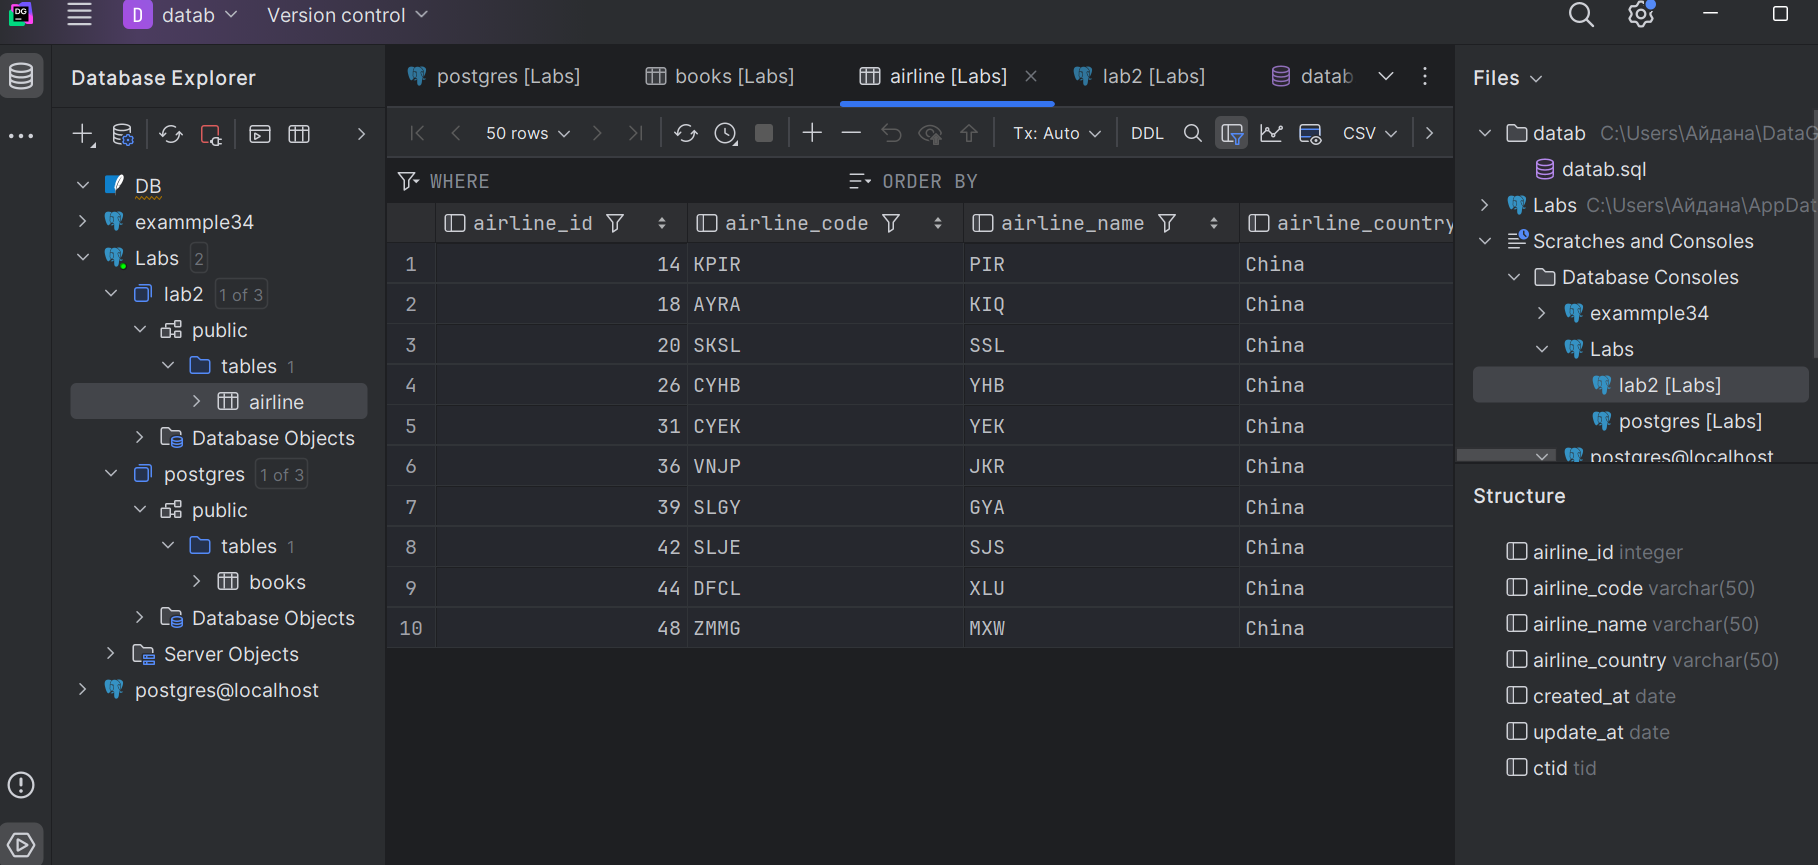 DG
D datab Version control
Database Explorer
DB
exammple34
Labs 2
lab2 1 of 3
public
tables 1
airline
Database Objects
postgres 1 of 3
public
tables 1
books
Database Objects
Server Objects
postgres@localhost
postgres [Labs] books [Labs] airline [Labs] lab2 [Labs] datab
50 rows Tx: Auto DDL CSV
WHERE ORDER BY
airline_id airline_code airline_name airline_country
1 14 KPIR PIR China
2 18 AYRA KIQ China
3 20 SKSL SSL China
4 26 CYHB YHB China
5 31 CYEK YEK China
6 36 VNJP JKR China
7 39 SLGY GYA China
8 42 SLJE SJS China
9 44 DFCL XLU China
10 48 ZMMG MXW China
Files
datab C:\Users\Айдана\DataG
datab.sql
Labs C:\Users\Айдана\AppDat
Scratches and Consoles
Database Consoles
exammple34
Labs
lab2 [Labs]
postgres [Labs]
postgres@localhost
Structure
airline_id integer
airline_code varchar(50)
airline_name varchar(50)
airline_country varchar(50)
created_at date
update_at date
ctid tid